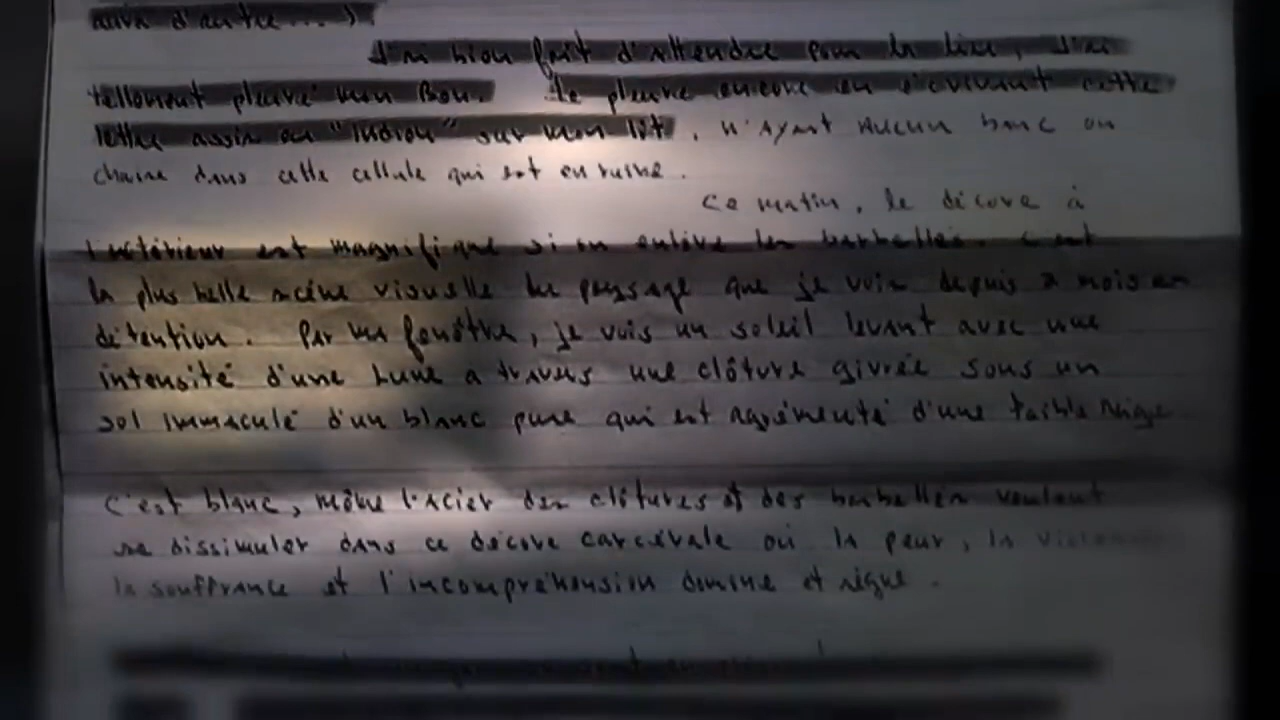 d'autre...).
J'ai bien fait d'attendre pour la lire, J'ai
tellement pleuré mon Bou. Je pleure encore en t'écrivant cette
lettre assis en "Indien" sur mon lit, n'ayant aucun banc ou
chaise dans cette cellule qui est en ruine.
Ce matin, le décore à
l'extérieur est magnifique si on enlève les barbelles. C'est
la plus belle scène visuelle de paysage que je vois depuis 2 mois en
détention. Par ma fenêtre, je vois un soleil levant avec une
intensité d'une Lune a travers une clôture givrée sous un
sol immaculé d'un blanc pure qui est agrémenté d'une faible neige
C'est blanc, même l'acier des clôtures et des barbelles veulent
se dissimuler dans ce décore carcérale où la peur, la violence
la souffrance et l'incompréhension domine et règne.